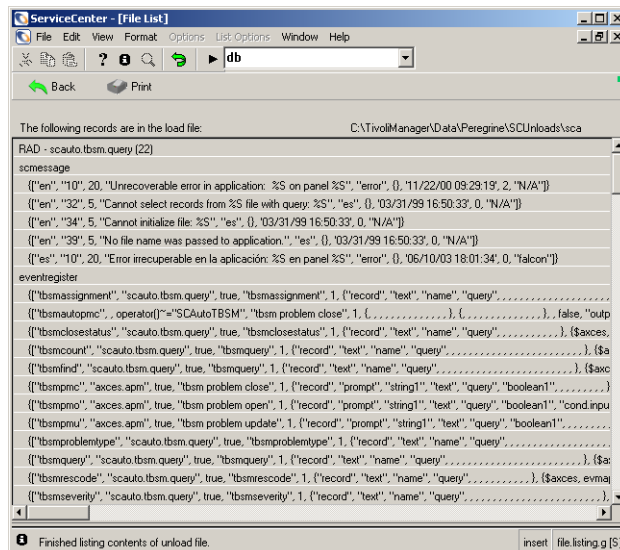 ServiceCenter - [File List]
File Edit View Format Options List Options Window Help
? db
Back Print
The following records are in the load file: C:\TivoliManager\Data\Peregrine\SCUnloads\sca
RAD - scauto.tbsm.query (22)
scmessage
{["en", "10", 20, "Unrecoverable error in application:  %S on panel %S", "error", {}, '11/22/00 09:29:19', 2, "N/A"]}
{["en", "32", 5, "Cannot select records from %S file with query: %S", "es", {}, '03/31/99 16:50:33', 0, "N/A"]}
{["en", "34", 5, "Cannot initialize file: %S", "es", {}, '03/31/99 16:50:33', 0, "N/A"]}
{["en", "39", 5, "No file name was passed to application.", "es", {}, '03/31/99 16:50:33', 0, "N/A"]}
{["es", "10", 20, "Error irrecuperable en la aplicación: %S en panel %S", "error", {}, '06/10/03 18:01:34', 0, "falcon"]}
eventregister
{["tbsmassignment", "scauto.tbsm.query", true, "tbsmassignment", 1, {"record", "text", "name", "query", , , , , , , , , , , , , , , , ,
{["tbsmautopmc", , operator()~="SCAutoTBSM", "tbsm problem close", 1, {, , , , , , , , , , , , , , }, {, , , , , , , , , , , , , , }, , false, "outp
{["tbsmclosestatus", "scauto.tbsm.query", true, "tbsmclosestatus", 1, {"record", "text", "name", "query", , , , , , , , , , , }, {$axces,
{["tbsmcount", "scauto.tbsm.query", true, "tbsmquery", 1, {"record", "text", "name", "query", , , , , , , , , , , , , , , , }, {$a
{["tbsmfind", "scauto.tbsm.query", true, "tbsmquery", 1, {"record", "text", "name", "query", , , , , , , , , , , , , , , }, {$axc
{["tbsmpmc", "axces.apm", true, "tbsm problem close", 1, {"record", "prompt", "string1", "text", "query", "boolean1", , , , , , , , }
{["tbsmpmo", "axces.apm", true, "tbsm problem open", 1, {"record", "prompt", "string1", "text", "query", "boolean1", "cond.inpu
{["tbsmpmu", "axces.apm", true, "tbsm problem update", 1, {"record", "prompt", "string1", "text", "query", "boolean1", , , , , , ,
{["tbsmproblemtype", "scauto.tbsm.query", true, "tbsmproblemtype", 1, {"record", "text", "name", "query", , , , , , , , , , , , , ,
{["tbsmquery", "scauto.tbsm.query", true, "tbsmquery", 1, {"record", "text", "name", "query", , , , , , , , , , , , , , , , }, {$a
{["tbsmrescode", "scauto.tbsm.query", true, "tbsmrescode", 1, {"record", "text", "name", "query", , , , , , , , , }, {$axces, evmap
{["tbsmseverity", "scauto.tbsm.query", true, "tbsmseverity", 1, {"record", "text", "name", "query", , , , , , , , , , , , , , , , },
Finished listing contents of unload file. insert file.listing.g [S]